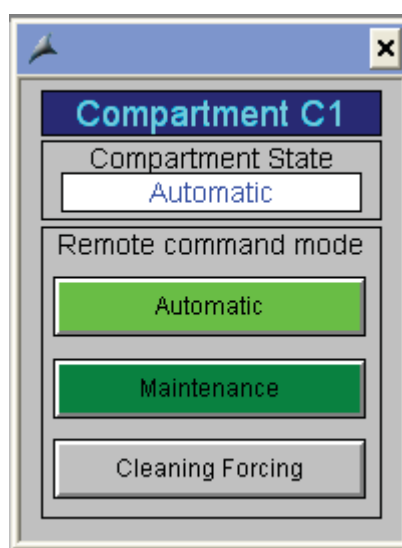 Compartment C1
Compartment State
Automatic
Remote command mode
Automatic
Maintenance
Cleaning Forcing